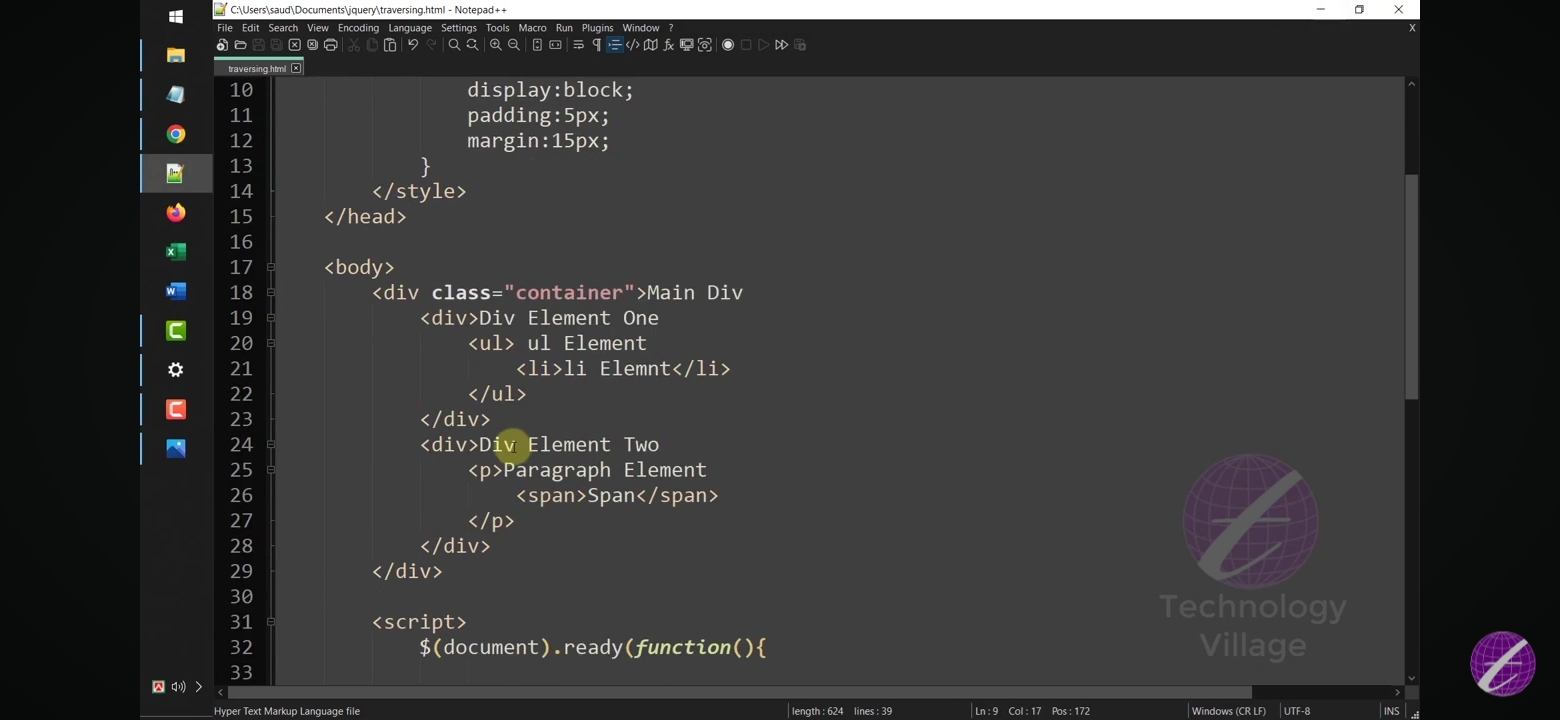 C:\Users\saud\Documents\jquery\traversing.html - Notepad++
File Edit Search View Encoding Language Settings Tools Macro Run Plugins Window ? X
traversing.html
10 display:block;
11 padding:5px;
12 margin:15px;
13 }
14 </style>
15 </head>
16
17 <body>
18 <div class="container">Main Div
19 <div>Div Element One
20 <ul> ul Element
21 <li>li Elemnt</li>
22 </ul>
23 </div>
24 <div>Div Element Two
25 <p>Paragraph Element
26 <span>Span</span>
27 </p>
28 </div>
29 </div>
30
31 <script>
32 $(document).ready(function(){
33
Technology
Village
Hyper Text Markup Language file length : 624 lines : 39 Ln : 9 Col : 17 Pos : 172 Windows (CR LF) UTF-8 INS